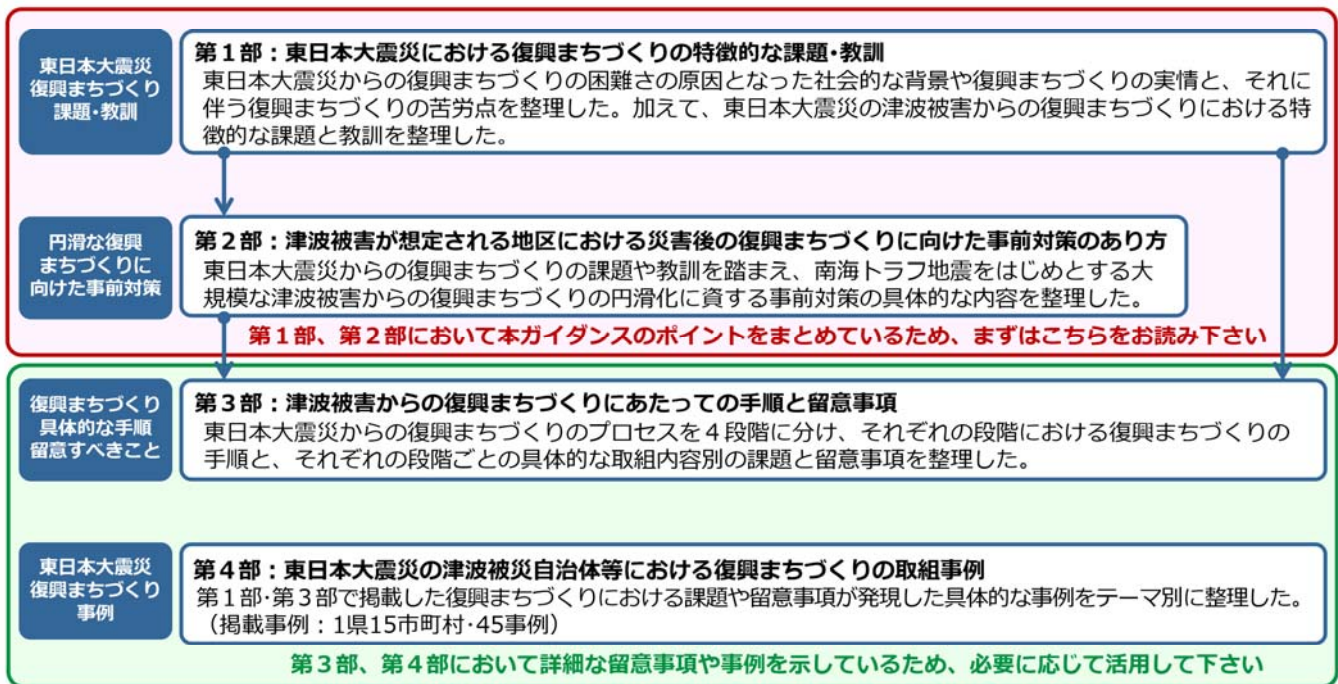 東日本大震災
復興まちづくり
課題・教訓
第1部：東日本大震災における復興まちづくりの特徴的な課題・教訓
東日本大震災からの復興まちづくりの困難さの原因となった社会的な背景や復興まちづくりの実情と、それに
伴う復興まちづくりの苦労点を整理した。加えて、東日本大震災の津波被害からの復興まちづくりにおける特
徴的な課題と教訓を整理した。
円滑な復興
まちづくりに
向けた事前対策
第２部：津波被害が想定される地区における災害後の復興まちづくりに向けた事前対策のあり方
東日本大震災からの復興まちづくりの課題や教訓を踏まえ、南海トラフ地震をはじめとする大
規模な津波被害からの復興まちづくりの円滑化に資する事前対策の具体的な内容を整理した。
第１部、第２部において本ガイダンスのポイントをまとめているため、まずはこちらをお読み下さい
復興まちづくり
具体的な手順
留意すべきこと
第３部：津波被害からの復興まちづくりにあたっての手順と留意事項
東日本大震災からの復興まちづくりのプロセスを４段階に分け、それぞれの段階における復興まちづくりの
手順と、それぞれの段階ごとの具体的な取組内容別の課題と留意事項を整理した。
東日本大震災
復興まちづくり
事例
第４部：東日本大震災の津波被災自治体等における復興まちづくりの取組事例
第１部・第３部で掲載した復興まちづくりにおける課題や留意事項が発現した具体的な事例をテーマ別に整理した。
（掲載事例：1県15市町村・45事例）
第３部、第４部において詳細な留意事項や事例を示しているため、必要に応じて活用して下さい